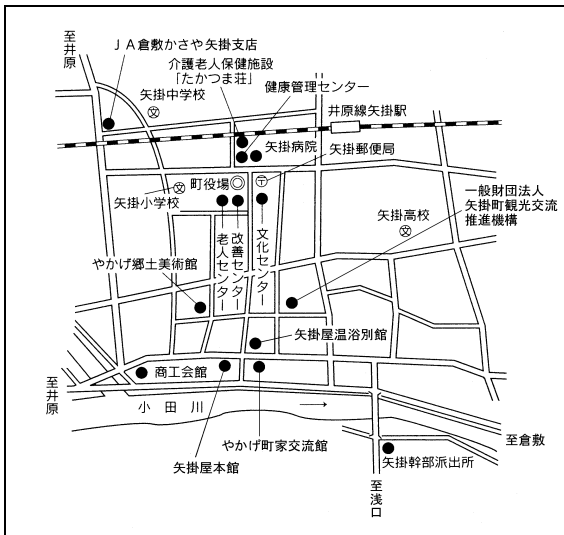 至井原
JA倉敷かさや矢掛支店
介護老人保健施設
「たかつま荘」
健康管理センター
矢掛中学校
文
井原線矢掛駅
矢掛病院
矢掛郵便局
〒
町役場
文
矢掛小学校
一般財団法人
矢掛町観光交流
推進機構
矢掛高校
文
老人センター
改善センター
文化センター
やかげ郷土美術館
矢掛屋温浴別館
商工会館
至井原
小田川
→
やかげ町家交流館
矢掛屋本館
至倉敷
矢掛幹部派出所
至浅口